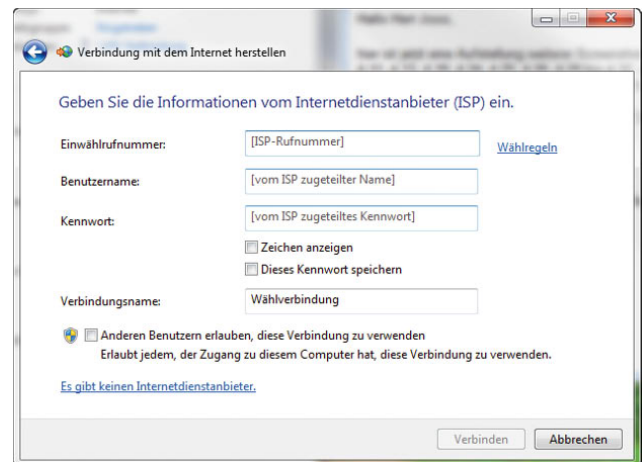 Verbindung mit dem Internet herstellen
Geben Sie die Informationen vom Internetdienstanbieter (ISP) ein.
Einwählrufnummer: [ISP-Rufnummer] Wählregeln
Benutzername: [vom ISP zugeteilter Name]
Kennwort: [vom ISP zugeteiltes Kennwort]
Zeichen anzeigen
Dieses Kennwort speichern
Verbindungsname: Wählverbindung
Anderen Benutzern erlauben, diese Verbindung zu verwenden
Erlaubt jedem, der Zugang zu diesem Computer hat, diese Verbindung zu verwenden.
Es gibt keinen Internetdienstanbieter.
Verbinden Abbrechen